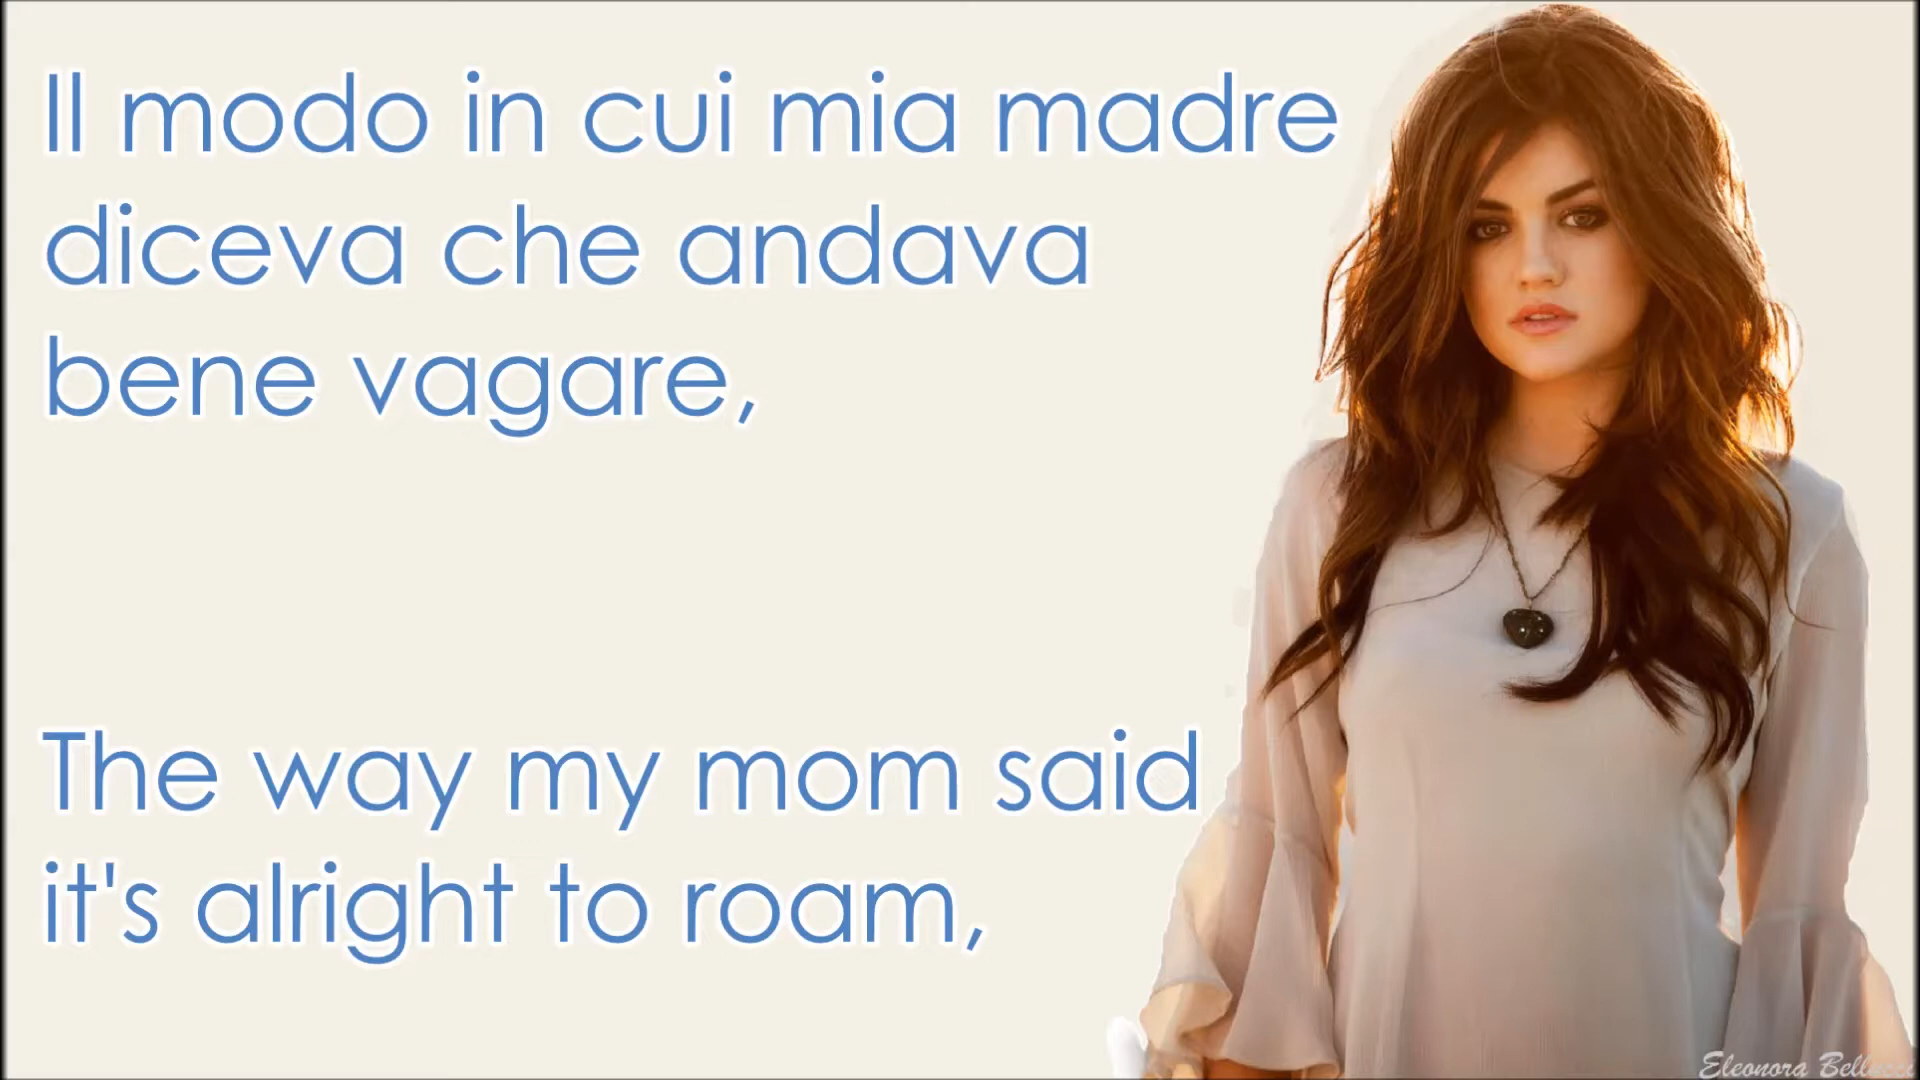 Il modo in cui mia madre
diceva che andava
bene vagare,
The way my mom said
it's alright to roam,
Eleonora